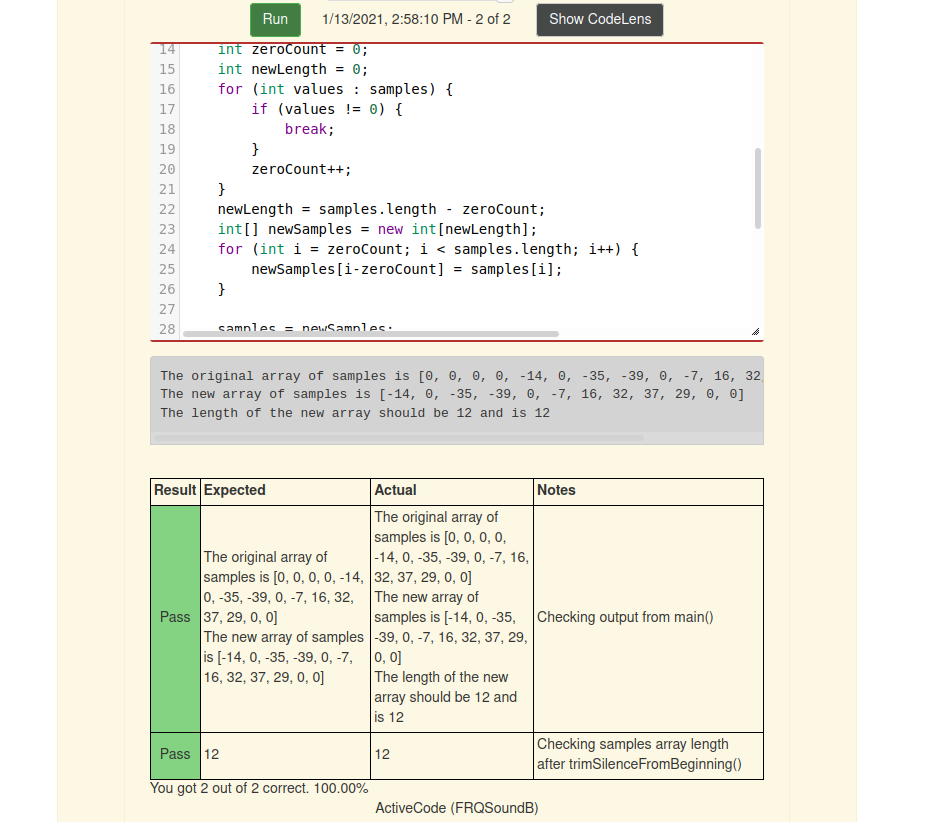 Run 1/13/2021, 2:58:10 PM - 2 of 2 Show CodeLens
14 int zeroCount = 0;
15 int newLength = 0;
16 for (int values : samples) {
17 if (values != 0) {
18 break;
19 }
20 zeroCount++;
21 }
22 newLength = samples.length - zeroCount;
23 int[] newSamples = new int[newLength];
24 for (int i = zeroCount; i < samples.length; i++) {
25 newSamples[i-zeroCount] = samples[i];
26 }
27
28 samples = newSamples;
The original array of samples is [0, 0, 0, 0, -14, 0, -35, -39, 0, -7, 16, 32,
The new array of samples is [-14, 0, -35, -39, 0, -7, 16, 32, 37, 29, 0, 0]
The length of the new array should be 12 and is 12
Result Expected Actual Notes
Pass
The original array of
samples is [0, 0, 0, 0, -14,
0, -35, -39, 0, -7, 16, 32,
37, 29, 0, 0]
The new array of samples
is [-14, 0, -35, -39, 0, -7,
16, 32, 37, 29, 0, 0]
The original array of
samples is [0, 0, 0, 0,
-14, 0, -35, -39, 0, -7, 16,
32, 37, 29, 0, 0]
The new array of
samples is [-14, 0, -35,
-39, 0, -7, 16, 32, 37, 29,
0, 0]
The length of the new
array should be 12 and
is 12
Checking output from main()
Pass
12
12
Checking samples array length
after trimSilenceFromBeginning()
You got 2 out of 2 correct. 100.00%
ActiveCode (FRQSoundB)